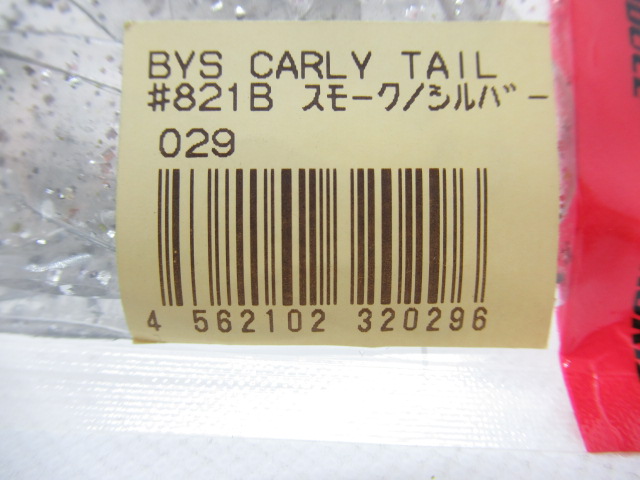 BYS CARLY TAIL
#821B ｽﾓｰｸ/ｼﾙﾊﾞｰ
029
4 562102 320296